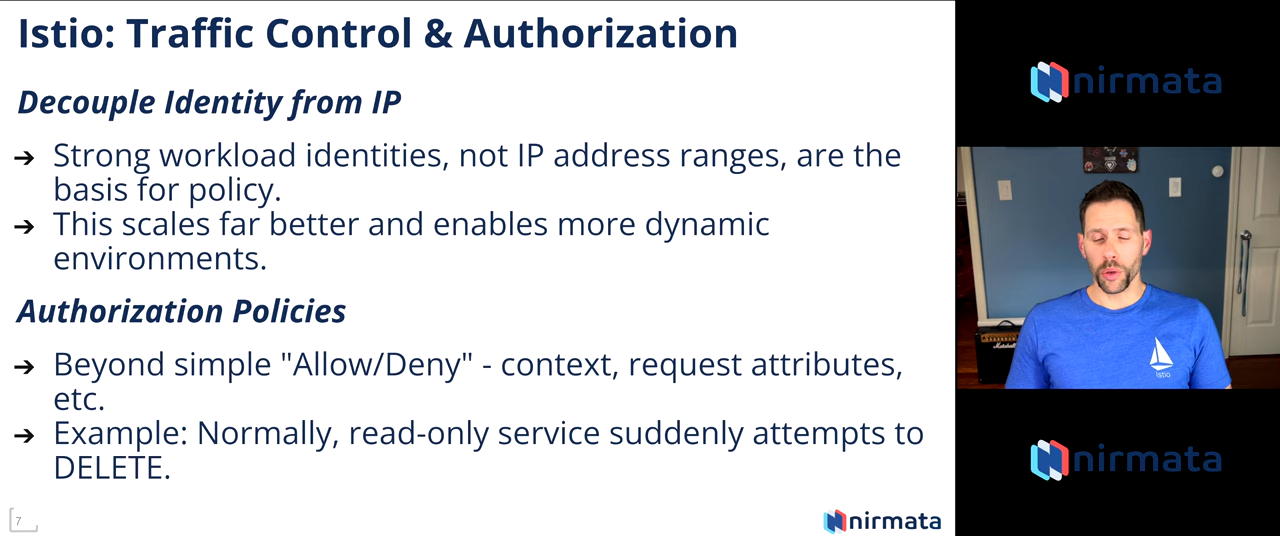 Istio: Traffic Control & Authorization
Decouple Identity from IP
➔ Strong workload identities, not IP address ranges, are the
basis for policy.
➔ This scales far better and enables more dynamic
environments.
Authorization Policies
➔ Beyond simple "Allow/Deny" - context, request attributes,
etc.
➔ Example: Normally, read-only service suddenly attempts to
DELETE.
7
nirmata
nirmata
Marshall
Istio
nirmata